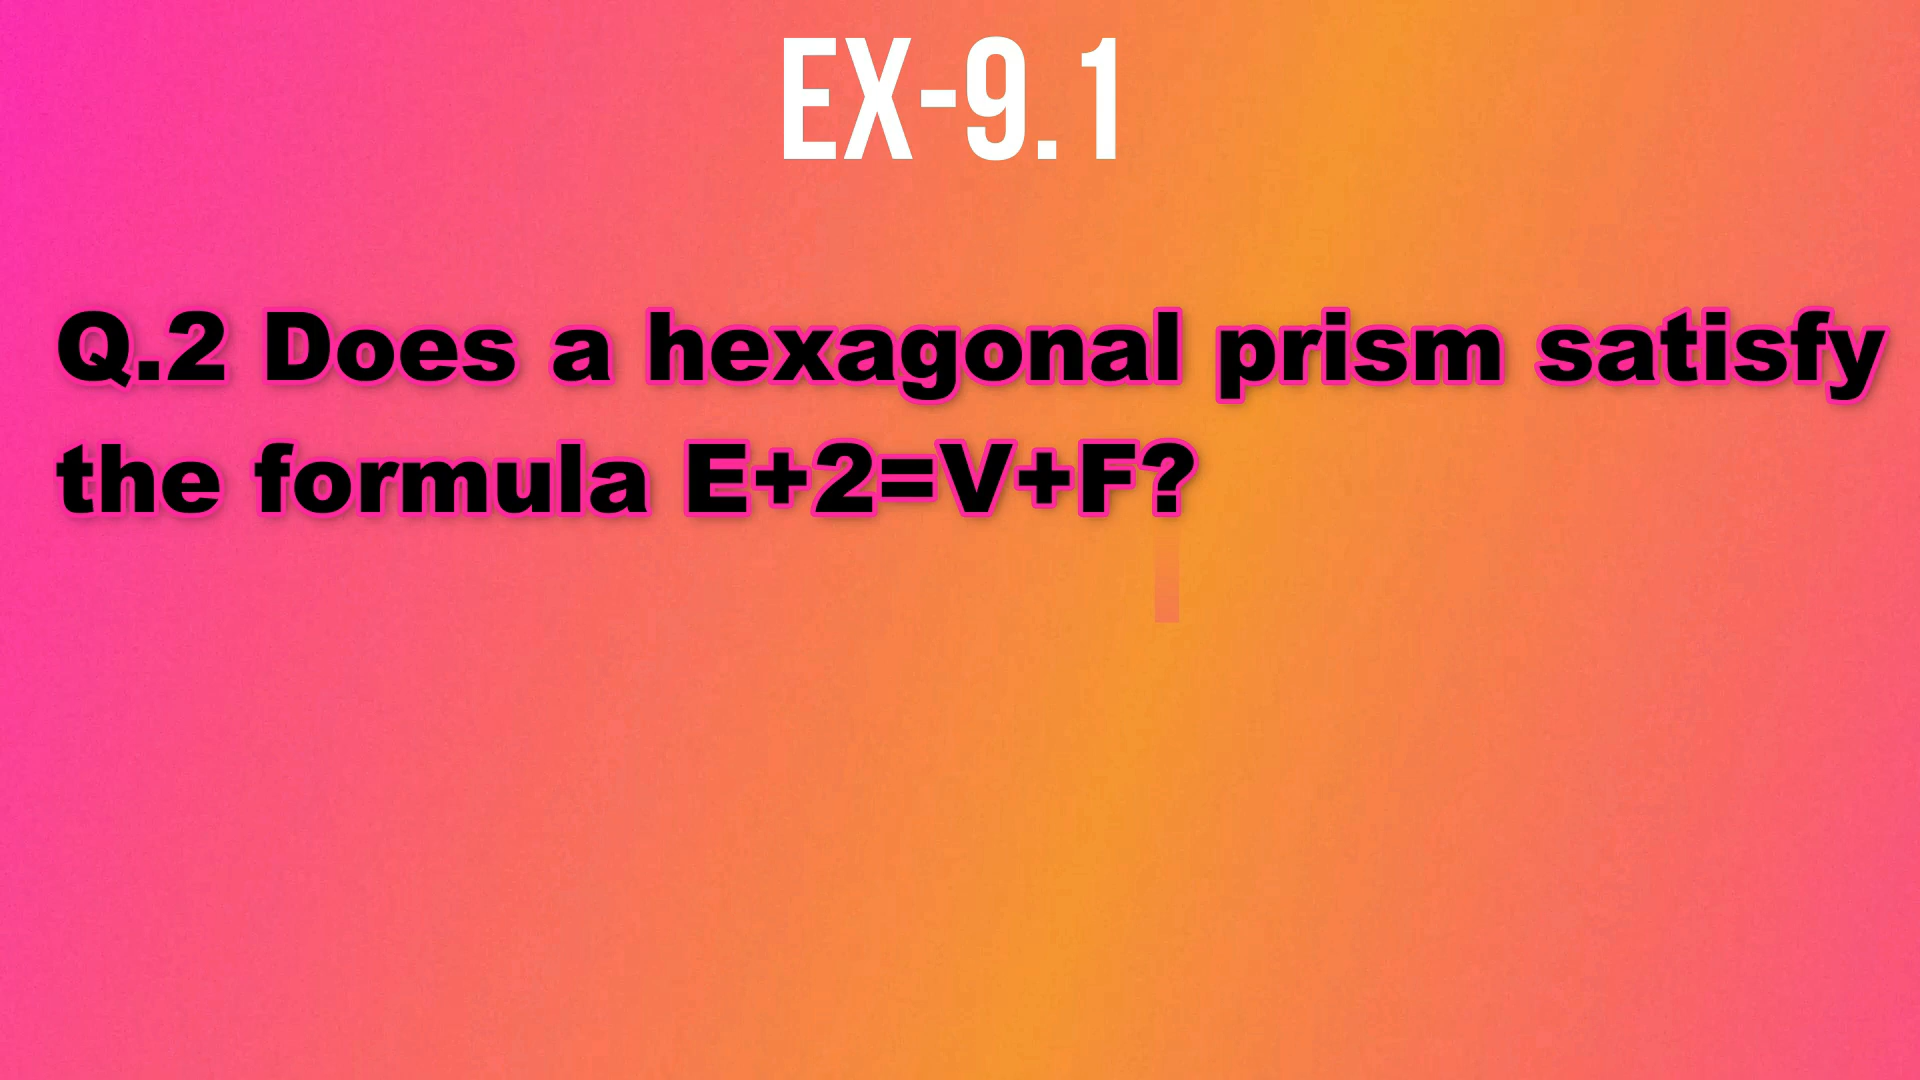 EX-9.1
Q.2 Does a hexagonal prism satisfy
the formula E+2=V+F?